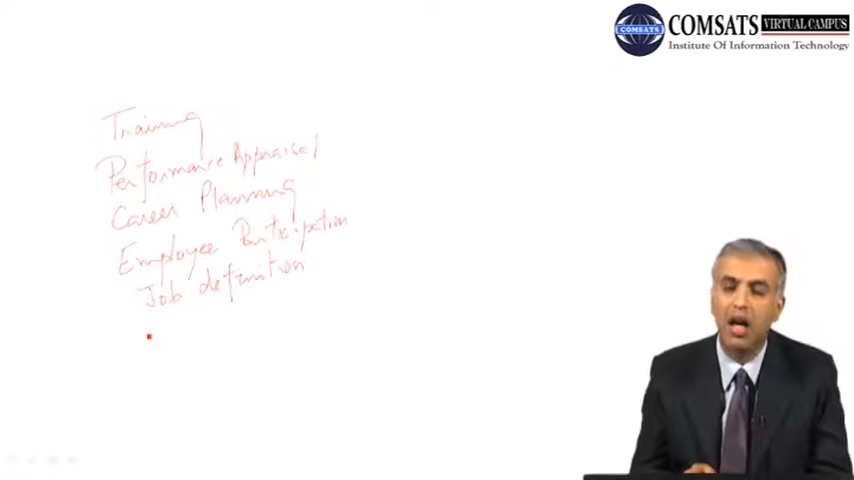 COMSATS VIRTUAL CAMPUS
COMSATS Institute Of Information Technology
Training
Performance Appraisal
Career Planning
Employee Participation
Job definition